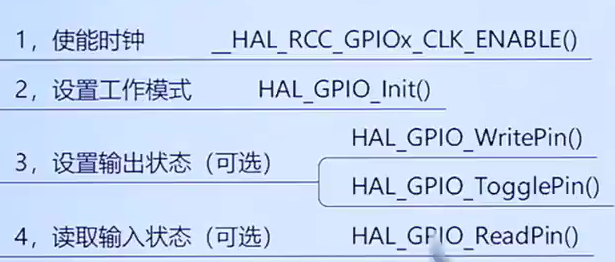 1，使能时钟 __HAL_RCC_GPIOx_CLK_ENABLE()
2，设置工作模式 HAL_GPIO_Init()
3，设置输出状态（可选） HAL_GPIO_WritePin()
HAL_GPIO_TogglePin()
4，读取输入状态（可选） HAL_GPIO_ReadPin()